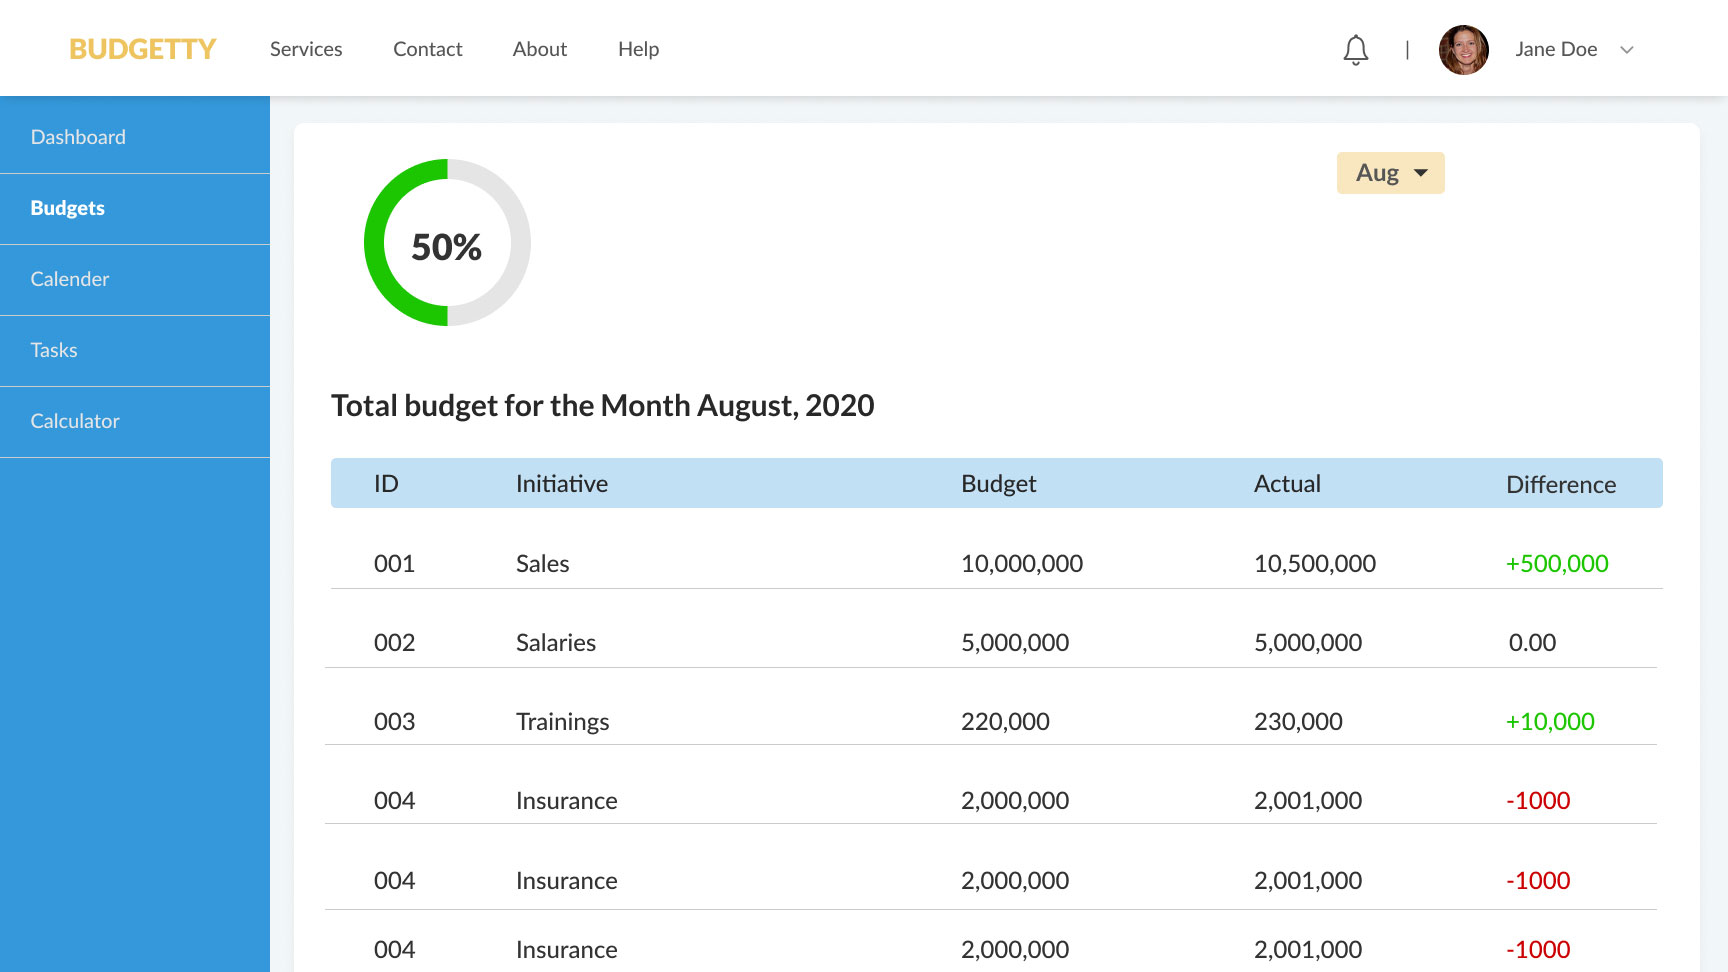 BUDGETTY Services Contact About Help | Jane Doe
Dashboard
Budgets
Calender
Tasks
Calculator
Aug
50%
Total budget for the Month August, 2020
ID Initiative Budget Actual Difference
001 Sales 10,000,000 10,500,000 +500,000
002 Salaries 5,000,000 5,000,000 0.00
003 Trainings 220,000 230,000 +10,000
004 Insurance 2,000,000 2,001,000 -1000
004 Insurance 2,000,000 2,001,000 -1000
004 Insurance 2,000,000 2,001,000 -1000